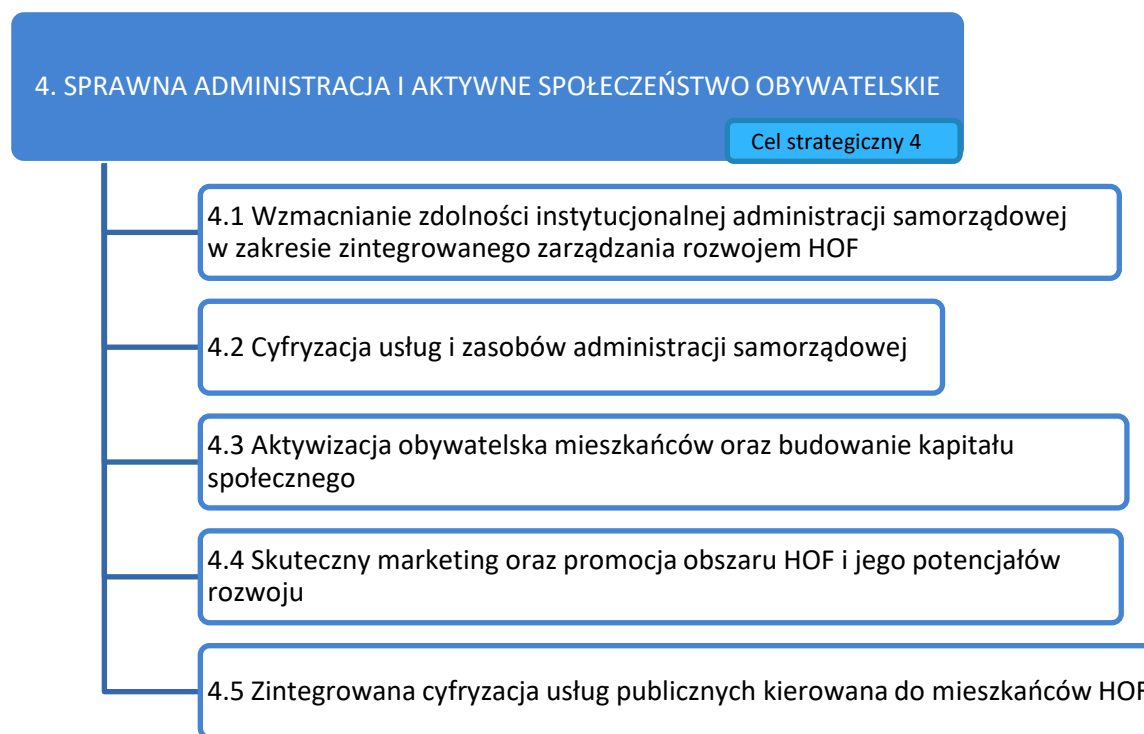 4. SPRAWNA ADMINISTRACJA I AKTYWNE SPOŁECZEŃSTWO OBYWATELSKIE
Cel strategiczny 4
4.1 Wzmacnianie zdolności instytucjonalnej administracji samorządowej
w zakresie zintegrowanego zarządzania rozwojem HOF
4.2 Cyfryzacja usług i zasobów administracji samorządowej
4.3 Aktywizacja obywatelska mieszkańców oraz budowanie kapitału
społecznego
4.4 Skuteczny marketing oraz promocja obszaru HOF i jego potencjałów
rozwoju
4.5 Zintegrowana cyfryzacja usług publicznych kierowana do mieszkańców HOF